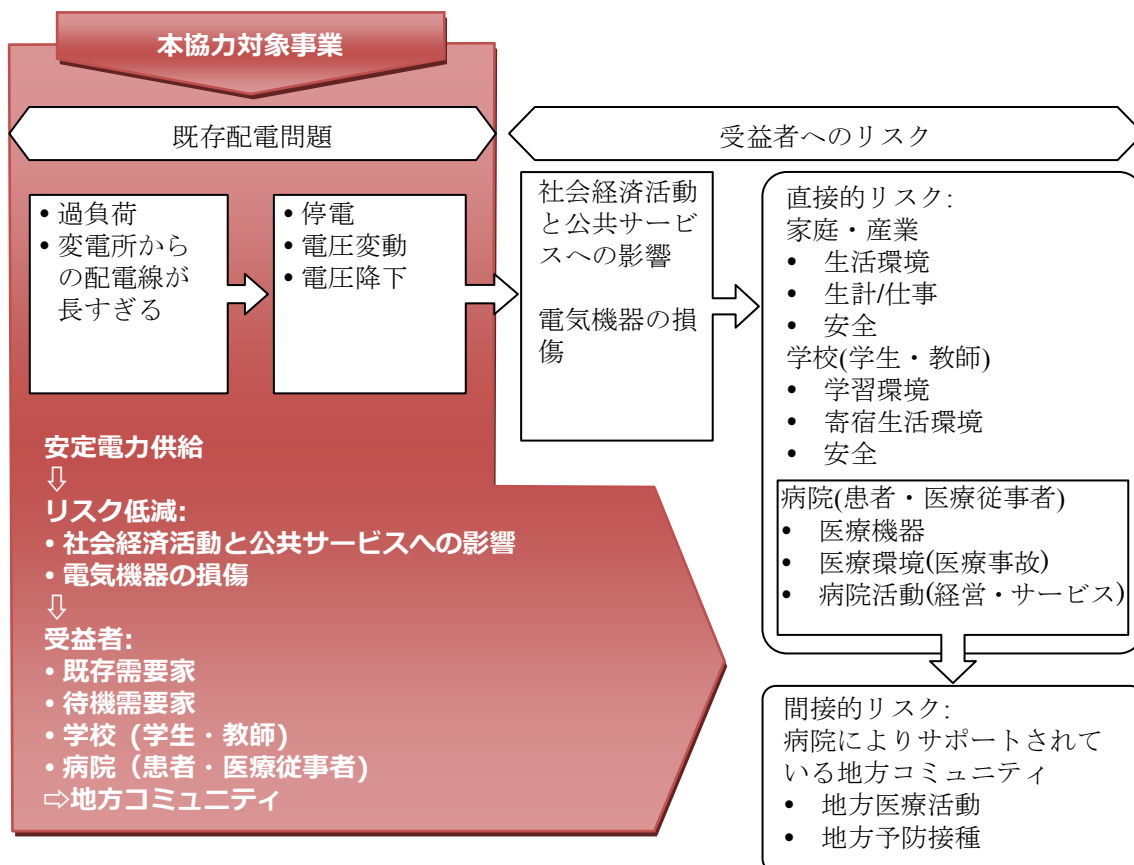 本協力対象事業
既存配電問題
受益者へのリスク
• 過負荷
• 変電所から
の配電線が
長すぎる
• 停電
• 電圧変動
• 電圧降下
社会経済活動
と公共サービ
スへの影響
電気機器の損
傷
直接的リスク:
家庭・産業
• 生活環境
• 生計/仕事
• 安全
学校(学生・教師)
• 学習環境
• 寄宿生活環境
• 安全
病院(患者・医療従事者)
• 医療機器
• 医療環境(医療事故)
• 病院活動(経営・サービス)
間接的リスク:
病院によりサポートされて
いる地方コミュニティ
• 地方医療活動
• 地方予防接種
安定電力供給
⇩
リスク低減:
• 社会経済活動と公共サービスへの影響
• 電気機器の損傷
⇩
受益者:
• 既存需要家
• 待機需要家
• 学校 (学生・教師)
• 病院（患者・医療従事者)
⇨地方コミュニティ